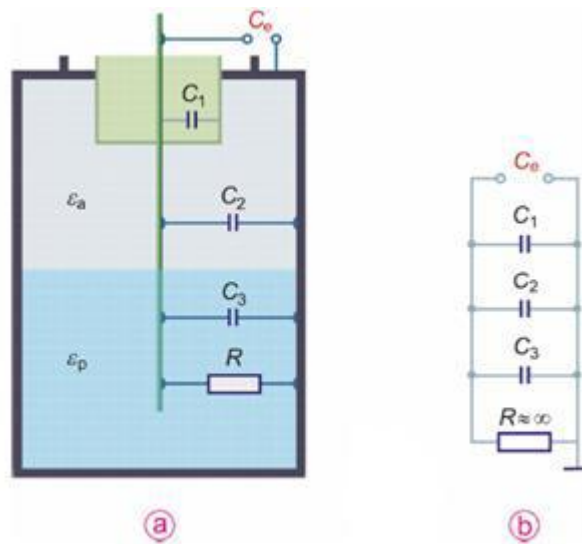 Cₑ
C₁
εₐ
C₂
C₃
εₚ
R
a
Cₑ
C₁
C₂
C₃
R ≈ ∞
b